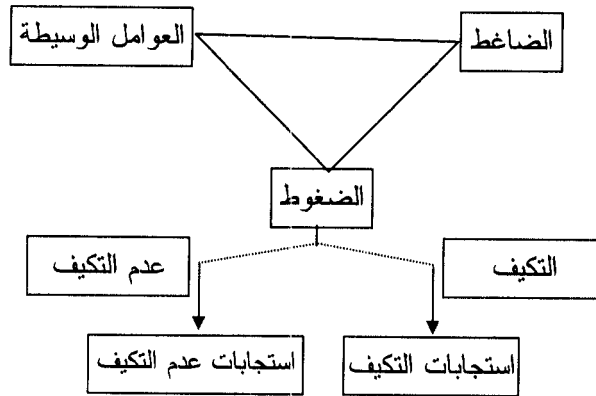 الضاغط
العوامل الوسيطة
الضغوط
التكيف
عدم التكيف
استجابات التكيف
استجابات عدم التكيف